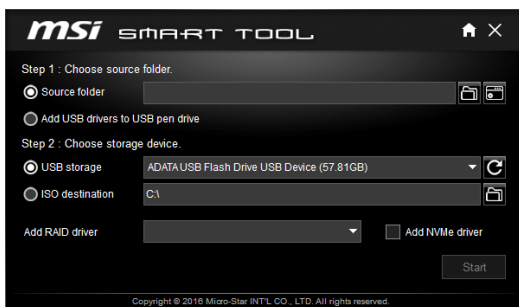 msi SMART TOOL
Step 1 : Choose source folder.
Source folder
Add USB drivers to USB pen drive
Step 2 : Choose storage device.
USB storage ADATA USB Flash Drive USB Device (57.81GB)
ISO destination C:\
Add RAID driver Add NVMe driver
Start
Copyright © 2016 Micro-Star INT'L CO., LTD. All rights reserved.